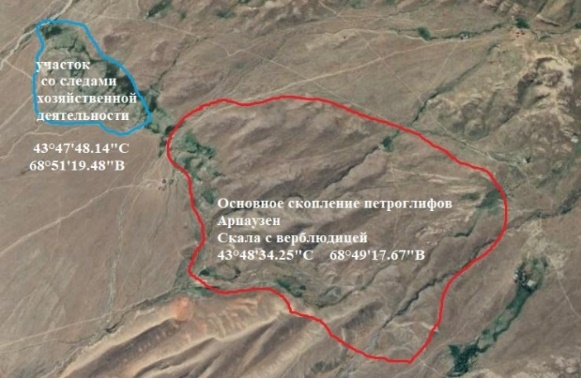 участок
со следами
хозяйственной
деятельности
43°47'48.14"С
68°51'19.48"В
Основное скопление петроглифов
Арпаузен
Скала с верблюдицей
43°48'34.25"С 68°49'17.67"В